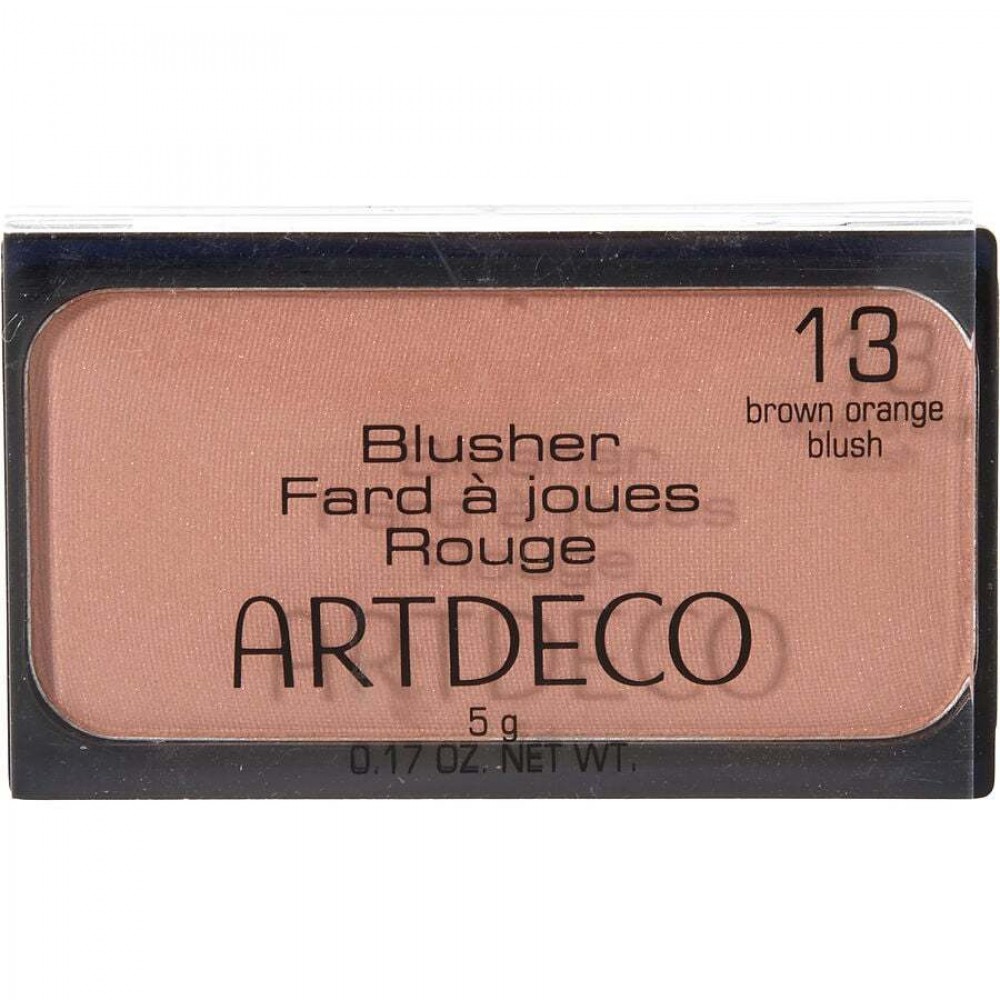 13
brown orange
blush
Blusher
Fard à joues
Rouge
ARTDECO
5 g
0.17 OZ. NET WT.